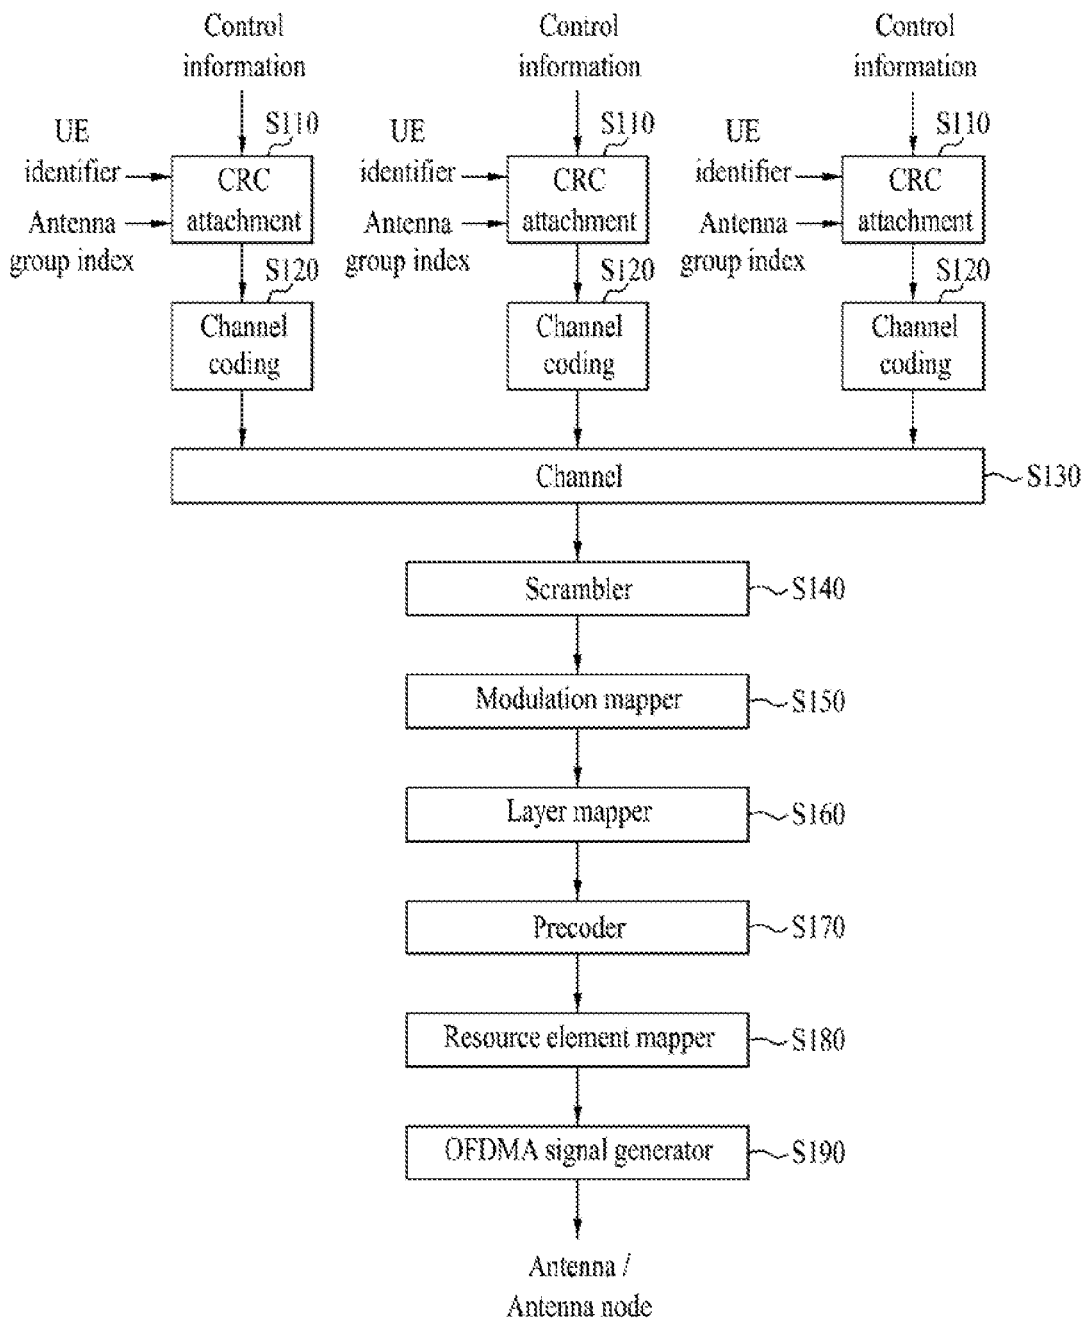 Control
information
Control
information
Control
information
S110
S110
S110
UE
identifier
UE
identifier
UE
identifier
CRC
attachment
CRC
attachment
CRC
attachment
Antenna
group index
Antenna
group index
Antenna
group index
S120
S120
S120
Channel
coding
Channel
coding
Channel
coding
Channel
S130
Scrambler
S140
Modulation mapper
S150
Layer mapper
S160
Precoder
S170
Resource element mapper
S180
OFDMA signal generator
S190
Antenna /
Antenna node